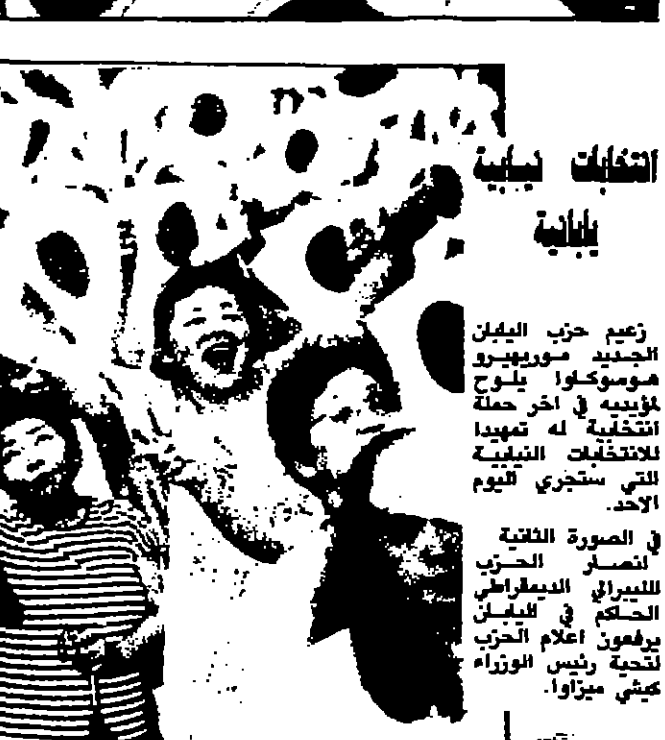 انتخابات نيابية
يابانية
زعيم حزب اليابان
الجديد موريهيرو
هوسوكاوا يلوح
لمؤيديه في اخر حملة
انتخابية له تمهيدا
للانتخابات النيابية
التي ستجري اليوم
الاحد.
في الصورة الثانية
انصار الحزب
الليبرالي الديمقراطي
الحاكم في اليابان
يرفعون اعلام الحزب
لتحية رئيس الوزراء
كيشي ميزاوا.